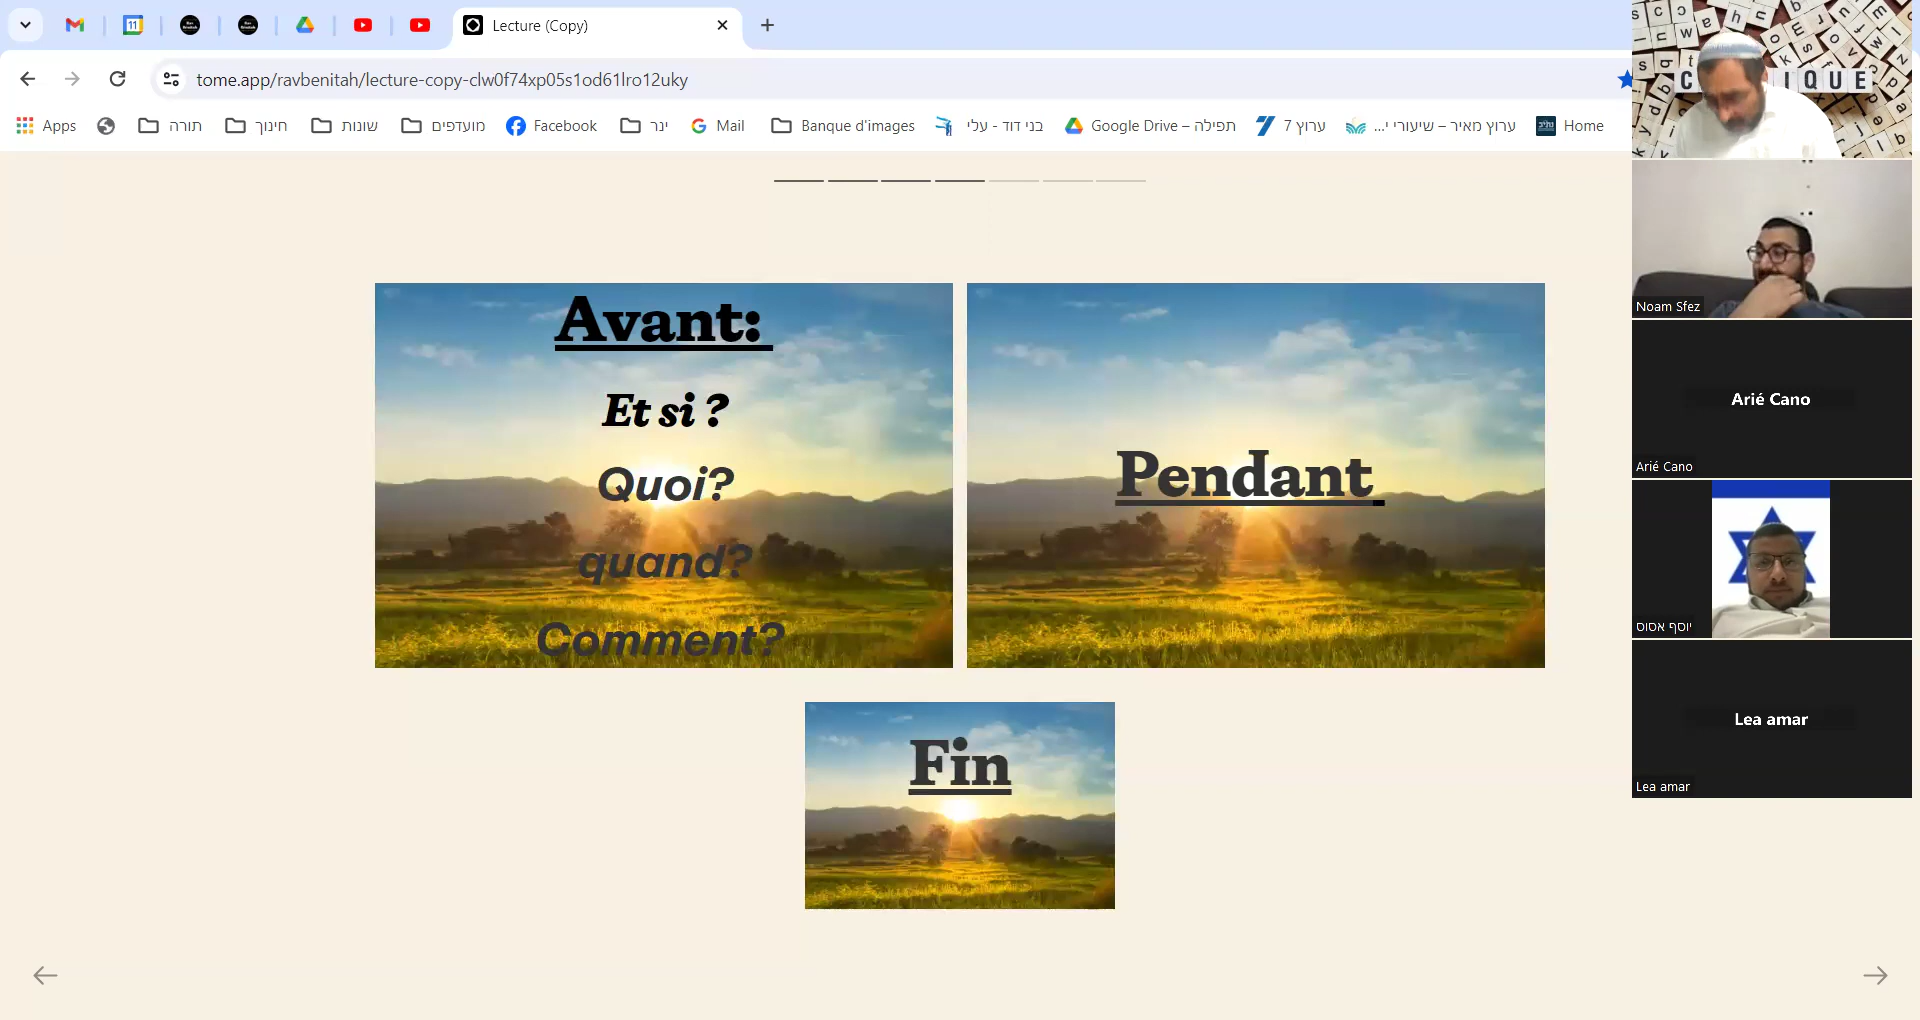 Lecture (Copy)
tome.app/ravbenitah/lecture-copy-clw0f74xp05s1od61lro12uky
Apps
תורה
חינוך
שונות
מועדפים
Facebook
ינר
Mail
Banque d'images
בני דוד - עלי
Google Drive – תפילה
ערוץ 7
ערוץ מאיר – שיעורי י...
Home
Avant:
Et si ?
Quoi?
quand?
Comment?
Pendant
Fin
Noam Sfez
Arié Cano
Arié Cano
יוסף אסוס
Lea amar
Lea amar